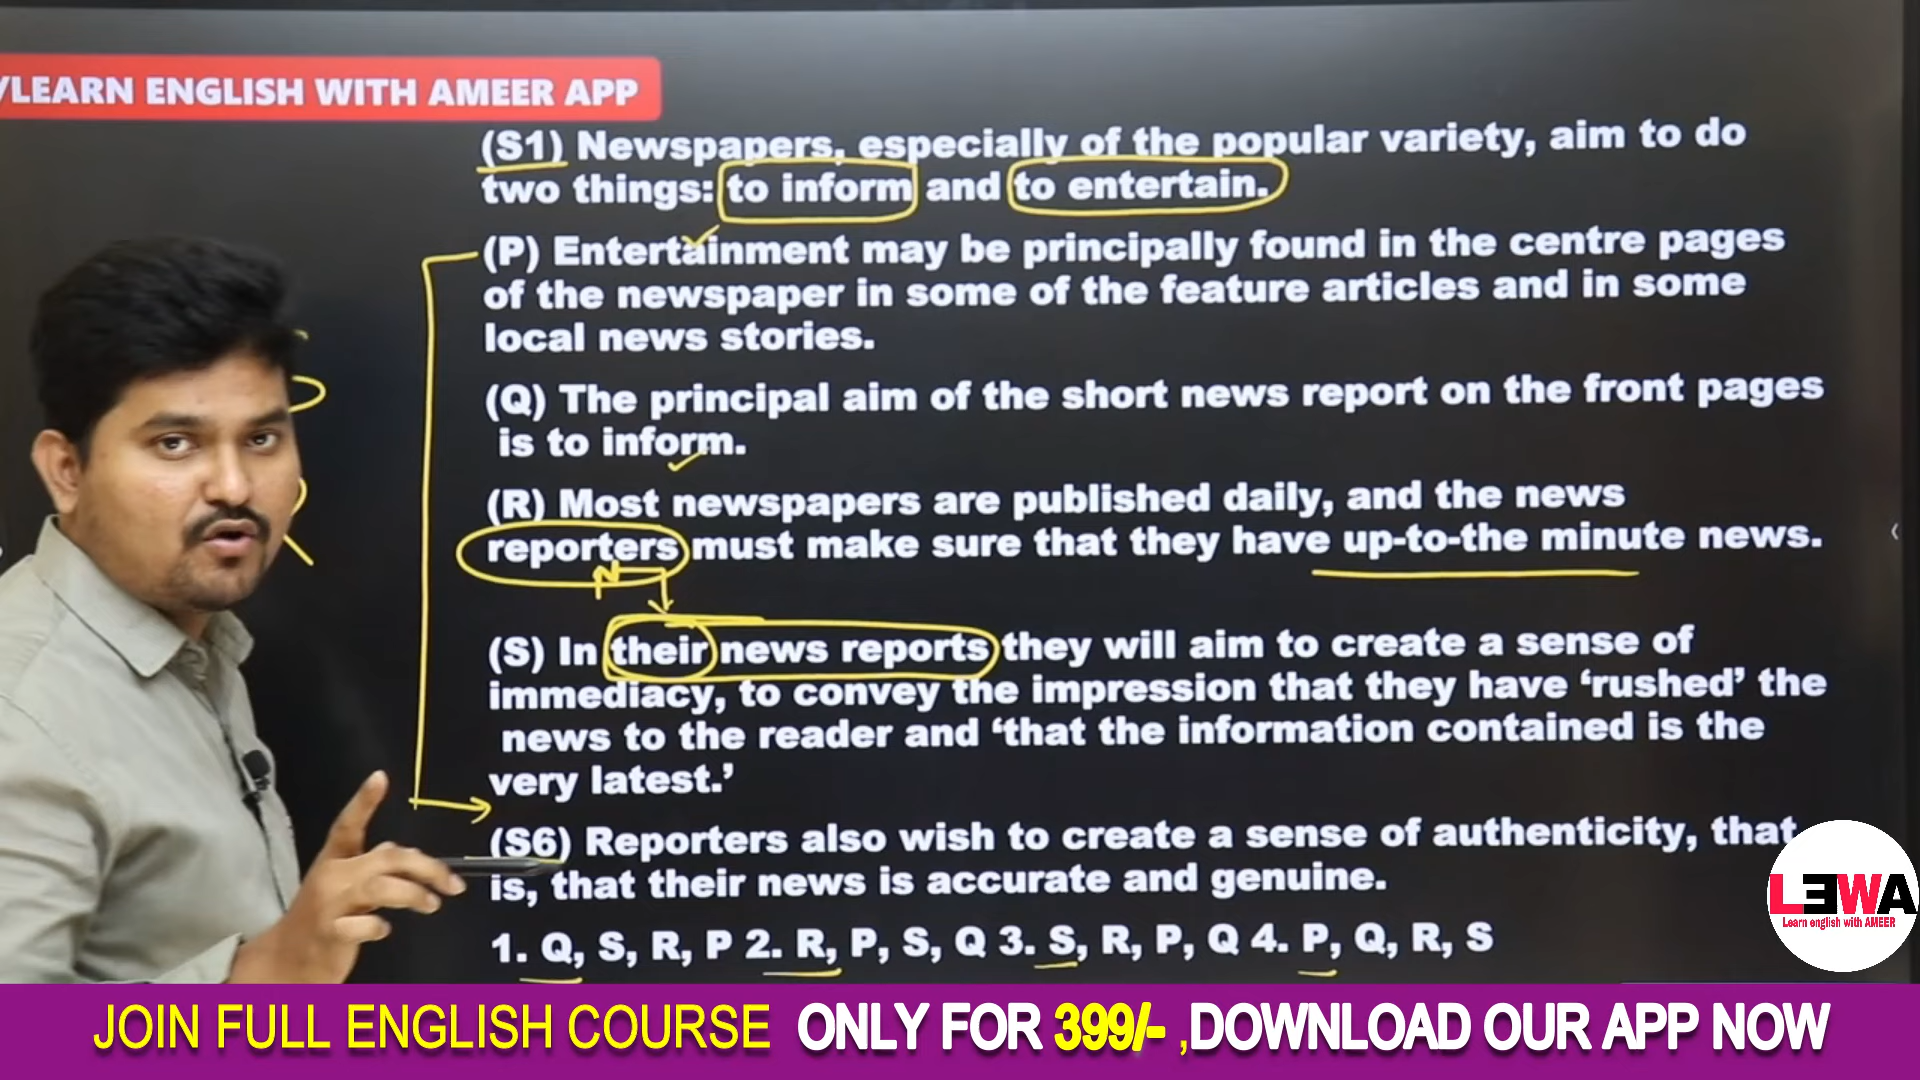 /LEARN ENGLISH WITH AMEER APP
(S1) Newspapers, especially of the popular variety, aim to do
two things: to inform and to entertain.
(P) Entertainment may be principally found in the centre pages
of the newspaper in some of the feature articles and in some
local news stories.
(Q) The principal aim of the short news report on the front pages
is to inform.
(R) Most newspapers are published daily, and the news
reporters must make sure that they have up-to-the minute news.
N
(S) In their news reports they will aim to create a sense of
immediacy, to convey the impression that they have ‘rushed’ the
news to the reader and ‘that the information contained is the
very latest.’
(S6) Reporters also wish to create a sense of authenticity, that
is, that their news is accurate and genuine.
1. Q, S, R, P 2. R, P, S, Q 3. S, R, P, Q 4. P, Q, R, S
LEWA
Learn english with AMEER
JOIN FULL ENGLISH COURSE ONLY FOR 399/- ,DOWNLOAD OUR APP NOW